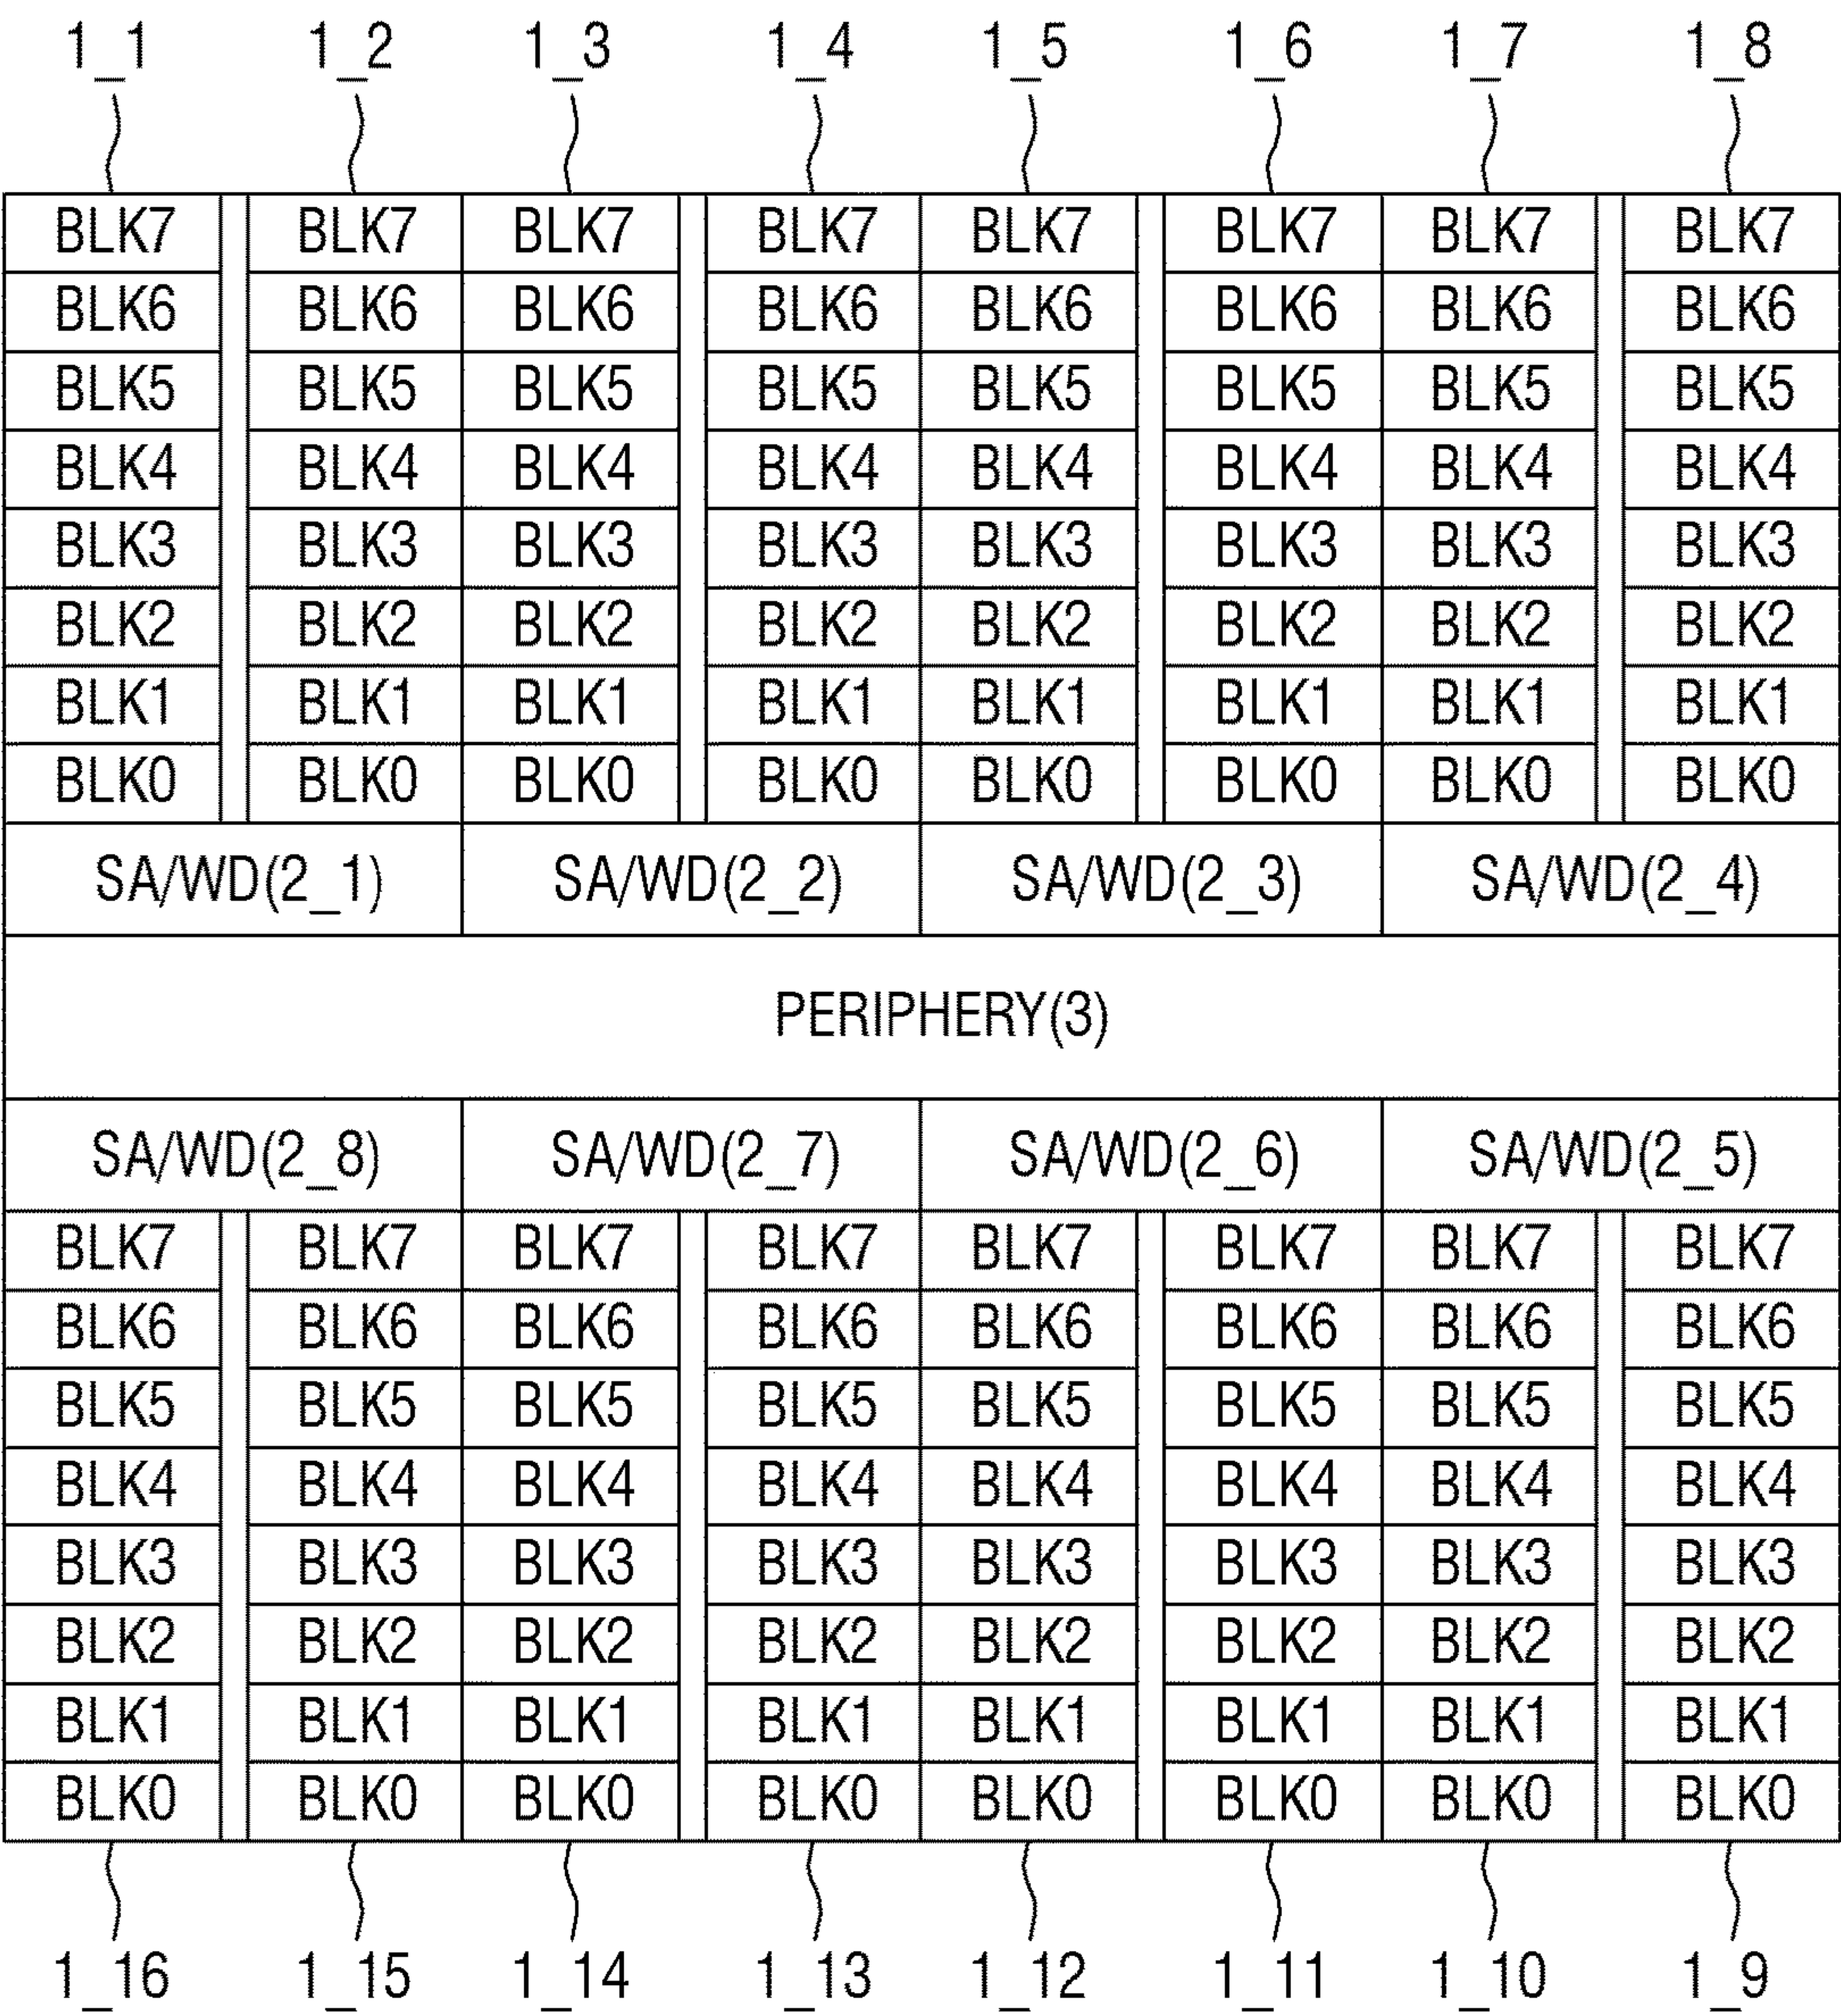 1_1 1_2 1_3 1_4 1_5 1_6 1_7 1_8
BLK7 BLK7 BLK7 BLK7 BLK7 BLK7 BLK7 BLK7
BLK6 BLK6 BLK6 BLK6 BLK6 BLK6 BLK6 BLK6
BLK5 BLK5 BLK5 BLK5 BLK5 BLK5 BLK5 BLK5
BLK4 BLK4 BLK4 BLK4 BLK4 BLK4 BLK4 BLK4
BLK3 BLK3 BLK3 BLK3 BLK3 BLK3 BLK3 BLK3
BLK2 BLK2 BLK2 BLK2 BLK2 BLK2 BLK2 BLK2
BLK1 BLK1 BLK1 BLK1 BLK1 BLK1 BLK1 BLK1
BLK0 BLK0 BLK0 BLK0 BLK0 BLK0 BLK0 BLK0
SA/WD(2_1) SA/WD(2_2) SA/WD(2_3) SA/WD(2_4)
PERIPHERY(3)
SA/WD(2_8) SA/WD(2_7) SA/WD(2_6) SA/WD(2_5)
BLK7 BLK7 BLK7 BLK7 BLK7 BLK7 BLK7 BLK7
BLK6 BLK6 BLK6 BLK6 BLK6 BLK6 BLK6 BLK6
BLK5 BLK5 BLK5 BLK5 BLK5 BLK5 BLK5 BLK5
BLK4 BLK4 BLK4 BLK4 BLK4 BLK4 BLK4 BLK4
BLK3 BLK3 BLK3 BLK3 BLK3 BLK3 BLK3 BLK3
BLK2 BLK2 BLK2 BLK2 BLK2 BLK2 BLK2 BLK2
BLK1 BLK1 BLK1 BLK1 BLK1 BLK1 BLK1 BLK1
BLK0 BLK0 BLK0 BLK0 BLK0 BLK0 BLK0 BLK0
1_16 1_15 1_14 1_13 1_12 1_11 1_10 1_9